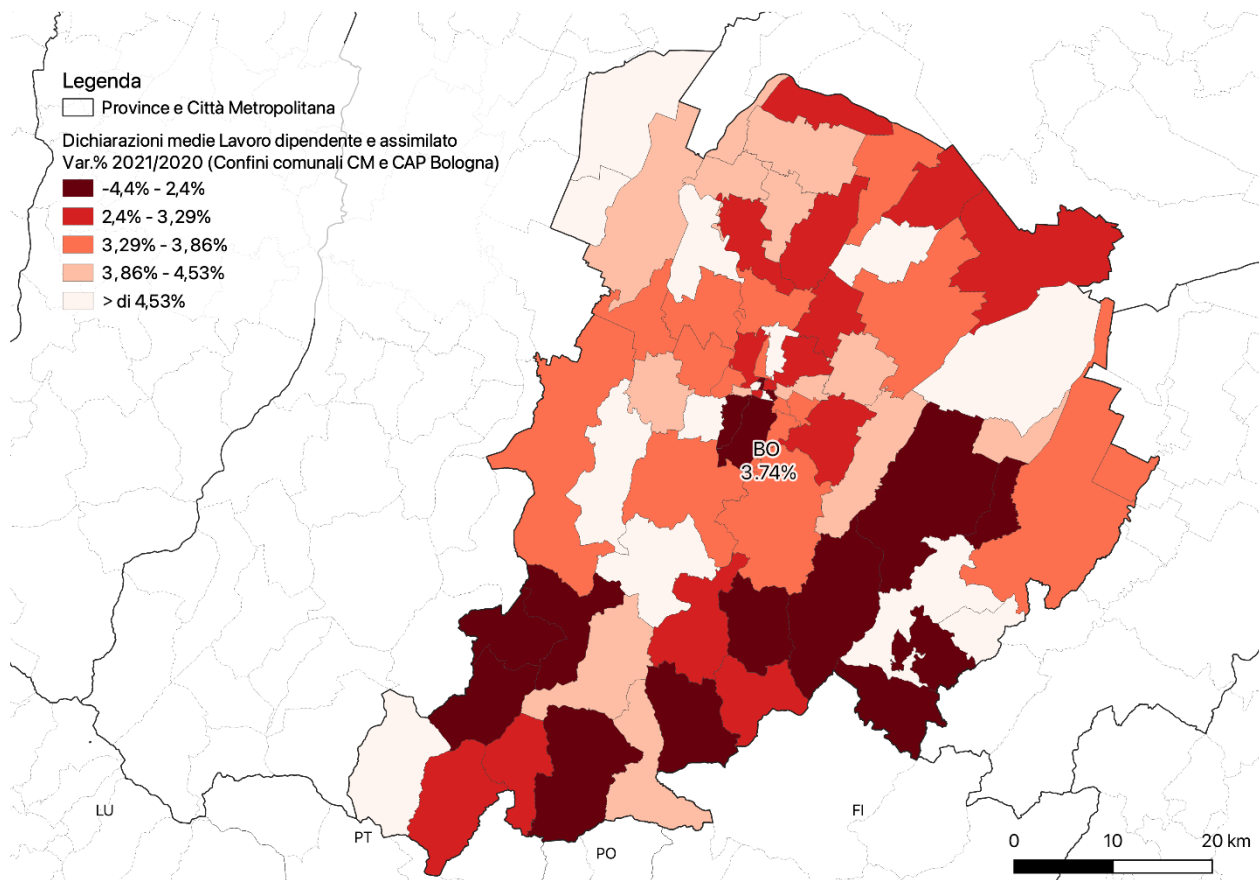 Legenda
Province e Città Metropolitana
Dichiarazioni medie Lavoro dipendente e assimilato
Var.% 2021/2020 (Confini comunali CM e CAP Bologna)
-4,4% - 2,4%
2,4% - 3,29%
3,29% - 3,86%
3,86% - 4,53%
> di 4,53%
BO
3.74%
LU
PT
PO
FI
0 10 20 km